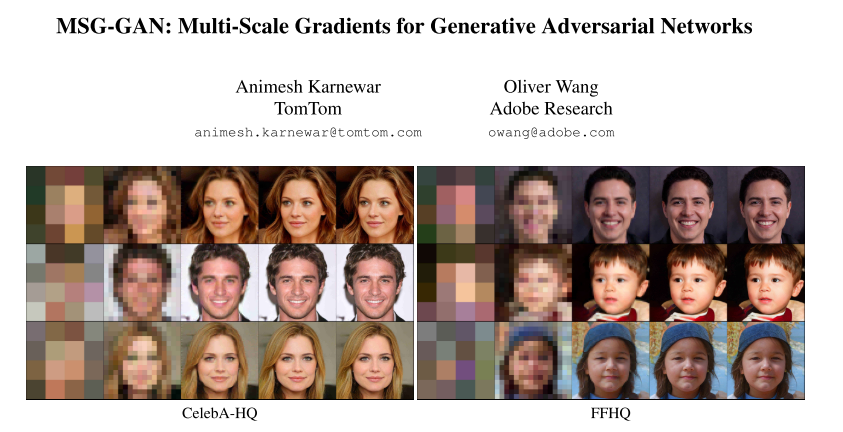 MSG-GAN: Multi-Scale Gradients for Generative Adversarial Networks
Animesh Karnewar
TomTom
animesh.karnewar@tomtom.com
Oliver Wang
Adobe Research
owang@adobe.com
CelebA-HQ
FFHQ